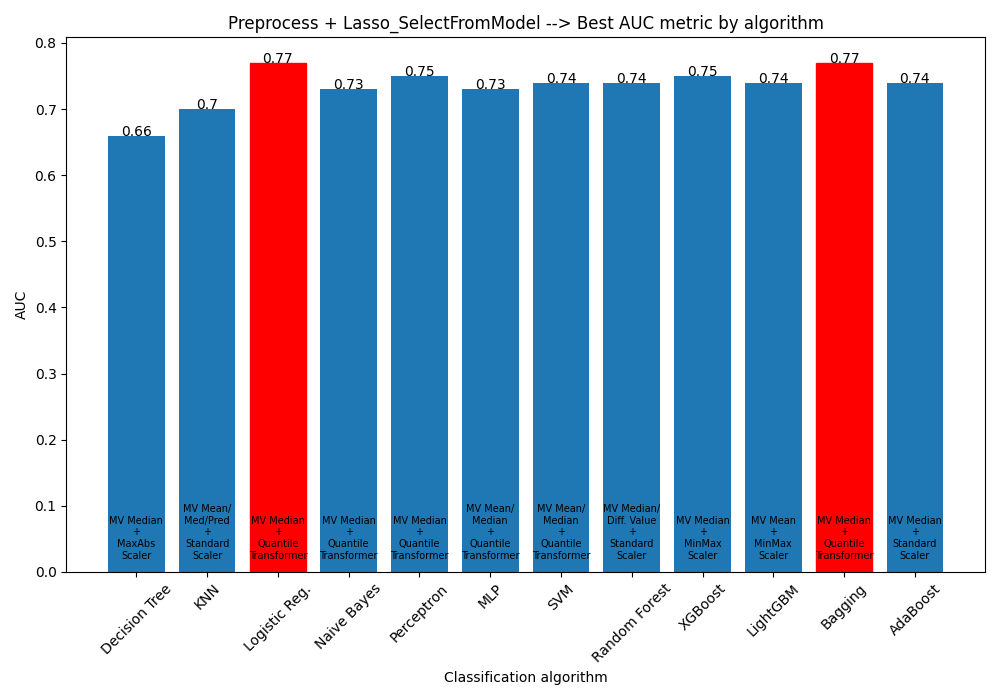 Preprocess + Lasso_SelectFromModel --> Best AUC metric by algorithm
AUC
0.8
0.7
0.6
0.5
0.4
0.3
0.2
0.1
0.0
0.66
0.7
0.77
0.73
0.75
0.73
0.74
0.74
0.75
0.74
0.77
0.74
MV Median
+
MaxAbs
Scaler
MV Mean/
Med/Pred
+
Standard
Scaler
MV Median
+
Quantile
Transformer
MV Median
+
Quantile
Transformer
MV Median
+
Quantile
Transformer
MV Mean/
Median
+
Quantile
Transformer
MV Mean/
Median
+
Quantile
Transformer
MV Median/
Diff. Value
+
Standard
Scaler
MV Median
+
MinMax
Scaler
MV Mean
+
MinMax
Scaler
MV Median
+
Quantile
Transformer
MV Median
+
Standard
Scaler
Decision Tree
KNN
Logistic Reg.
Naive Bayes
Perceptron
MLP
SVM
Random Forest
XGBoost
LightGBM
Bagging
AdaBoost
Classification algorithm